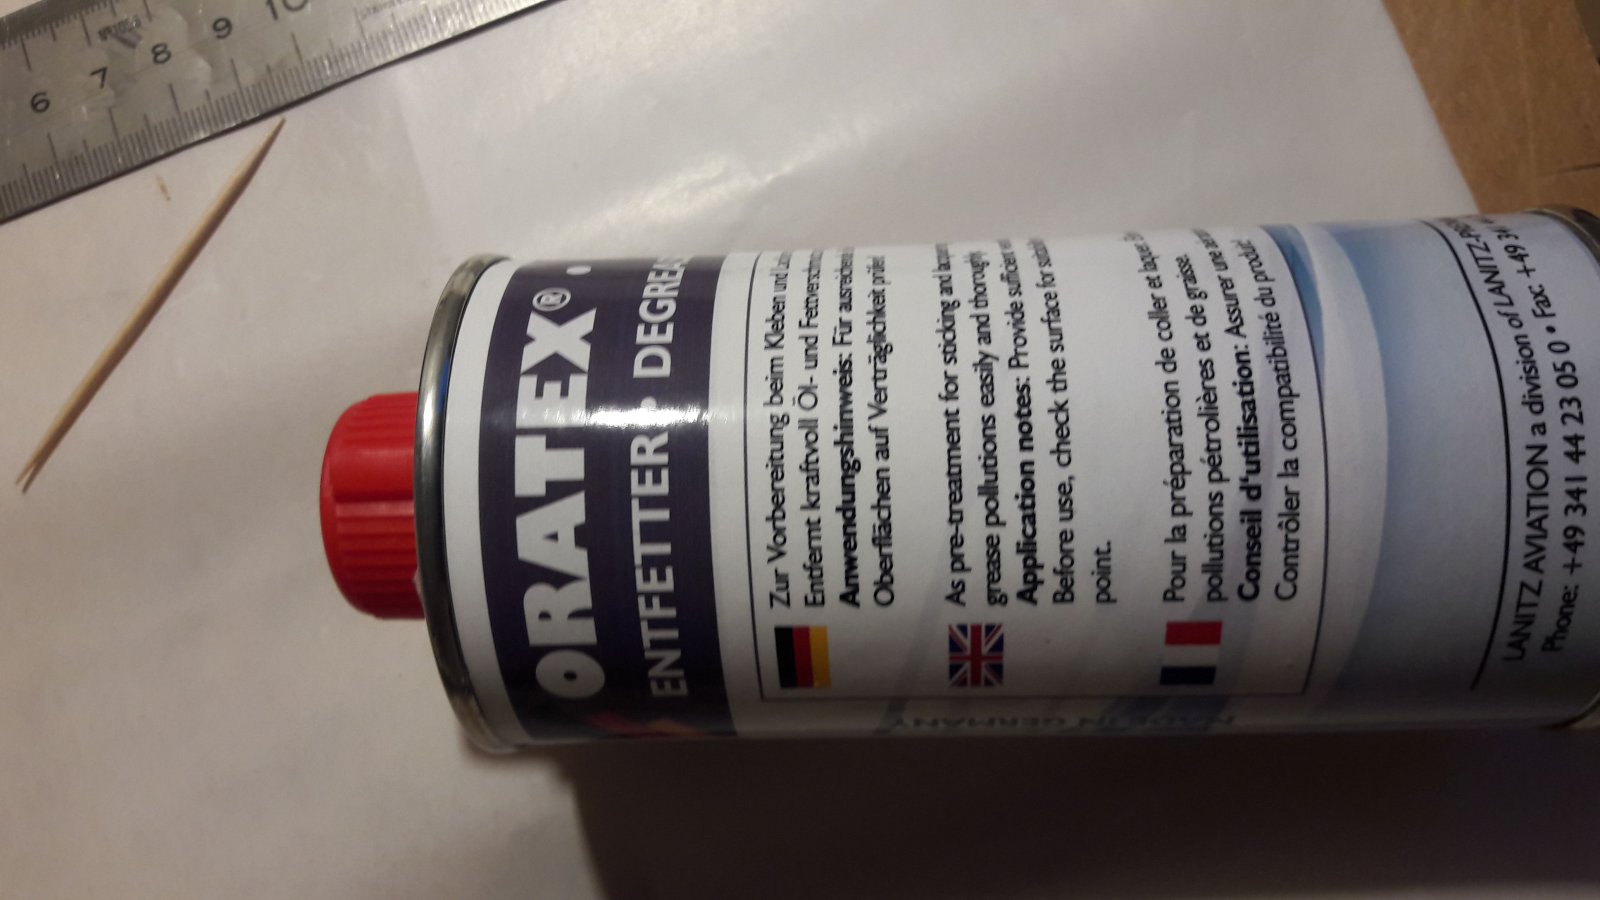 6 7 8 9 10
ORATEX®
ENTFETTER • DEGREAS
Zur Vorbereitung beim Kleben und
Entfernt kraftvoll Öl- und
Anwendungshinweis: Für
Oberflächen auf Verträglichkeit prüfen!
As pre-treatment for sticking and
grease pollutions easily and thoroughly
Application notes: Provide sufficient
Before use, check the surface for
point.
Pour la préparation de coller et laquer.
pollutions pétrolières et de graisse.
Conseil d'utilisation: Assurer une
Contrôler la compatibilité du produit
MADE IN GERMANY
LANITZ AVIATION a division of LANITZ-
Phone: +49 341 44 23 05 0 • Fax: +49 341